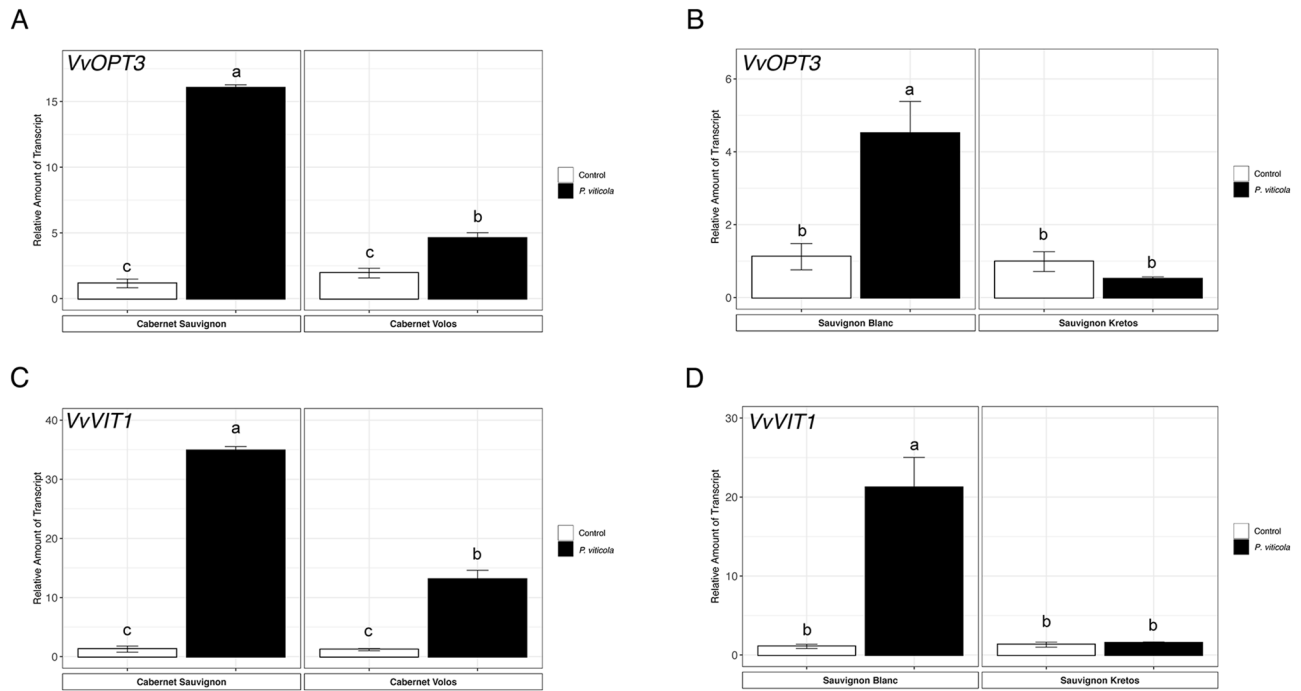 A
VvOPT3
a
c
c
b
15
10
5
0
Relative Amount of Transcript
Cabernet Sauvignon
Cabernet Volos
Control
P. viticola
B
VvOPT3
a
b
b
b
6
4
2
0
Relative Amount of Transcript
Sauvignon Blanc
Sauvignon Kretos
Control
P. viticola
C
VvVIT1
a
c
c
b
40
30
20
10
0
Relative Amount of Transcript
Cabernet Sauvignon
Cabernet Volos
Control
P. viticola
D
VvVIT1
a
b
b
b
30
20
10
0
Relative Amount of Transcript
Sauvignon Blanc
Sauvignon Kretos
Control
P. viticola